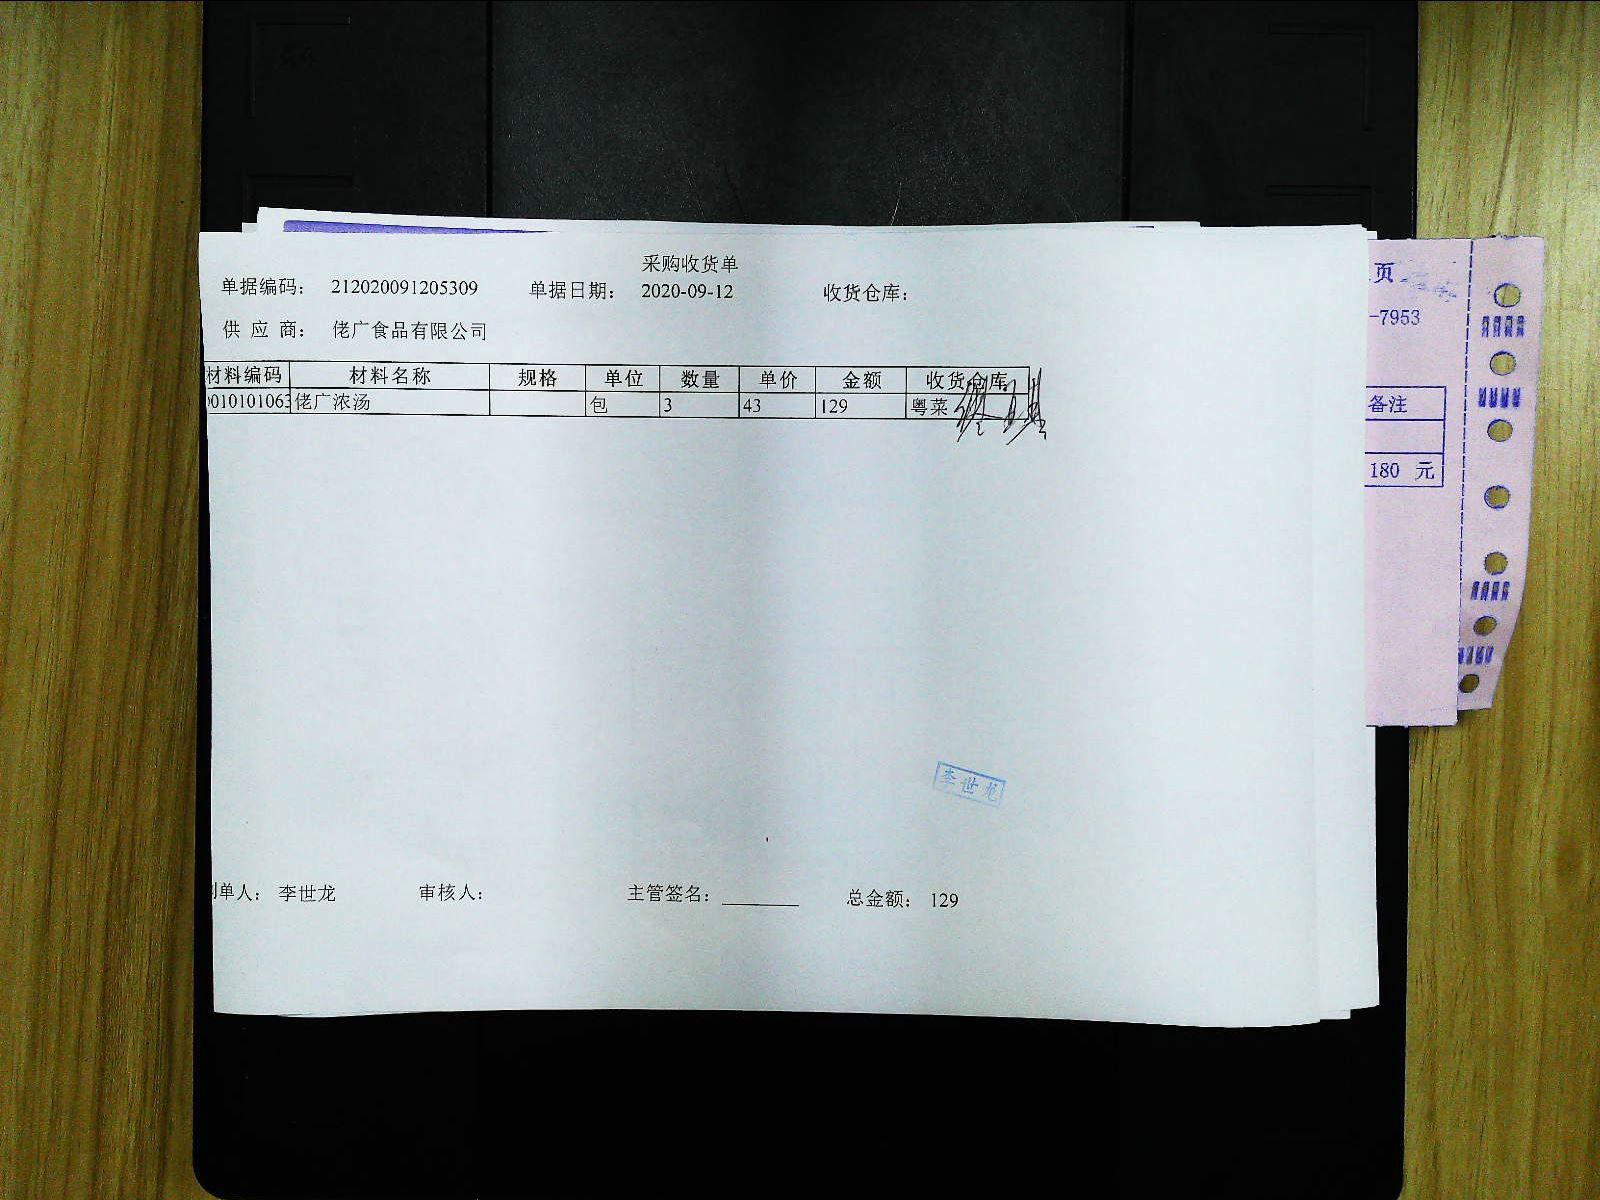 采购收货单
单据编码： 212020091205309 单据日期： 2020-09-12 收货仓库：
供 应 商： 佬广食品有限公司
材料编码 材料名称 规格 单位 数量 单价 金额 收货仓库
010101063 佬广浓汤 包 3 43 129 粤菜
李世龙
制单人： 李世龙 审核人： 主管签名：________ 总金额： 129
页
-7953
备注
180 元